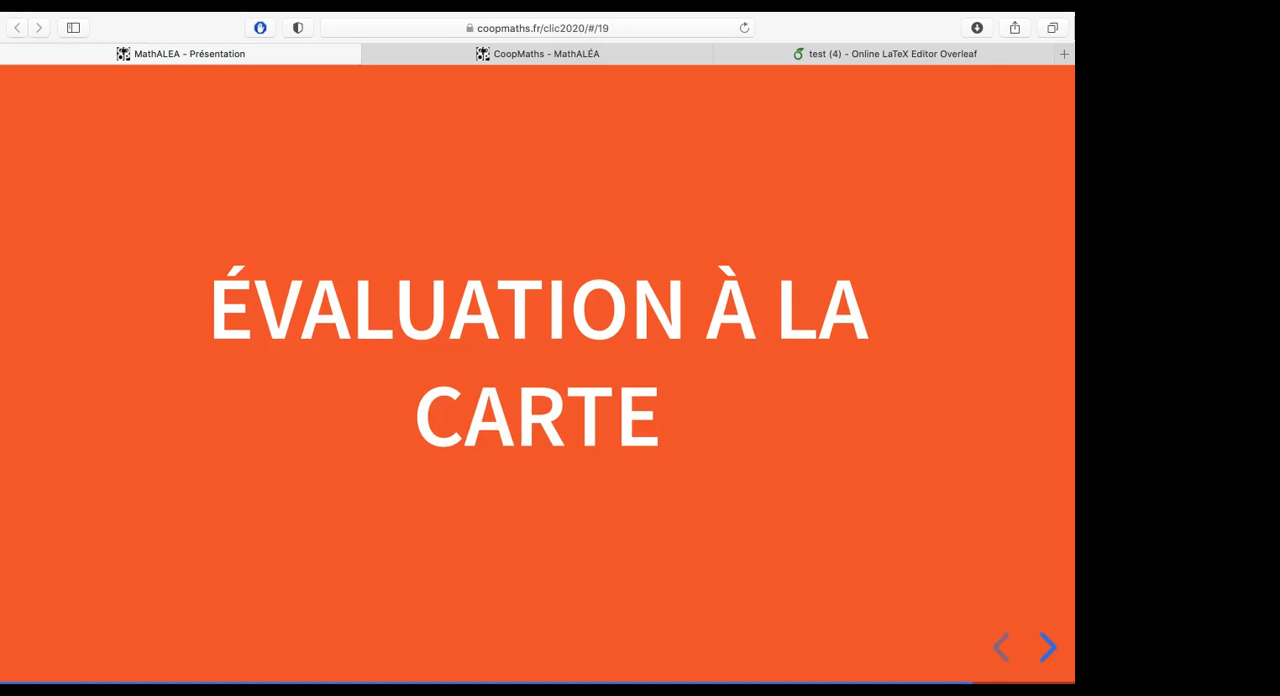 coopmaths.fr/clic2020/#/19
MathALEA - Présentation
CoopMaths - MathALÉA
test (4) - Online LaTeX Editor Overleaf
ÉVALUATION À LA
CARTE